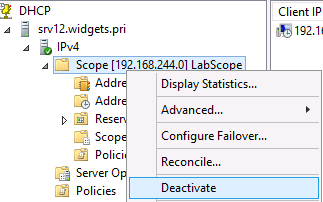 DHCP
Client IP
srv12.widgets.pri
192.16
IPv4
Scope [192.168.244.0] LabScope
Addre
Addre
Reserv
Scope
Policies
Server Op
Policies
Display Statistics...
Advanced...
Configure Failover...
Reconcile...
Deactivate